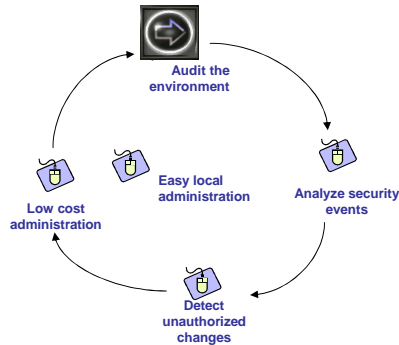 Audit the
environment
Analyze security
events
Easy local
administration
Low cost
administration
Detect
unauthorized
changes